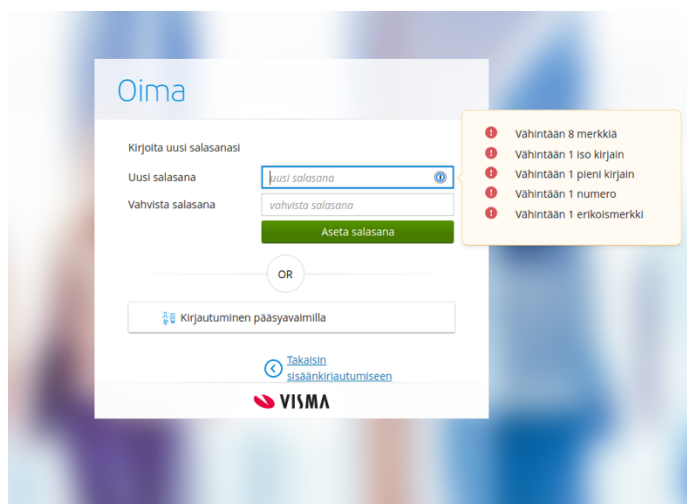 Oima
Kirjoita uusi salasanasi
Uusi salasana
uusi salasana
Vahvista salasana
vahvista salasana
Aseta salasana
OR
Kirjautuminen pääsyavaimilla
Takaisin
sisäänkirjautumiseen
VISMA
Vähintään 8 merkkiä
Vähintään 1 iso kirjain
Vähintään 1 pieni kirjain
Vähintään 1 numero
Vähintään 1 erikoismerkki